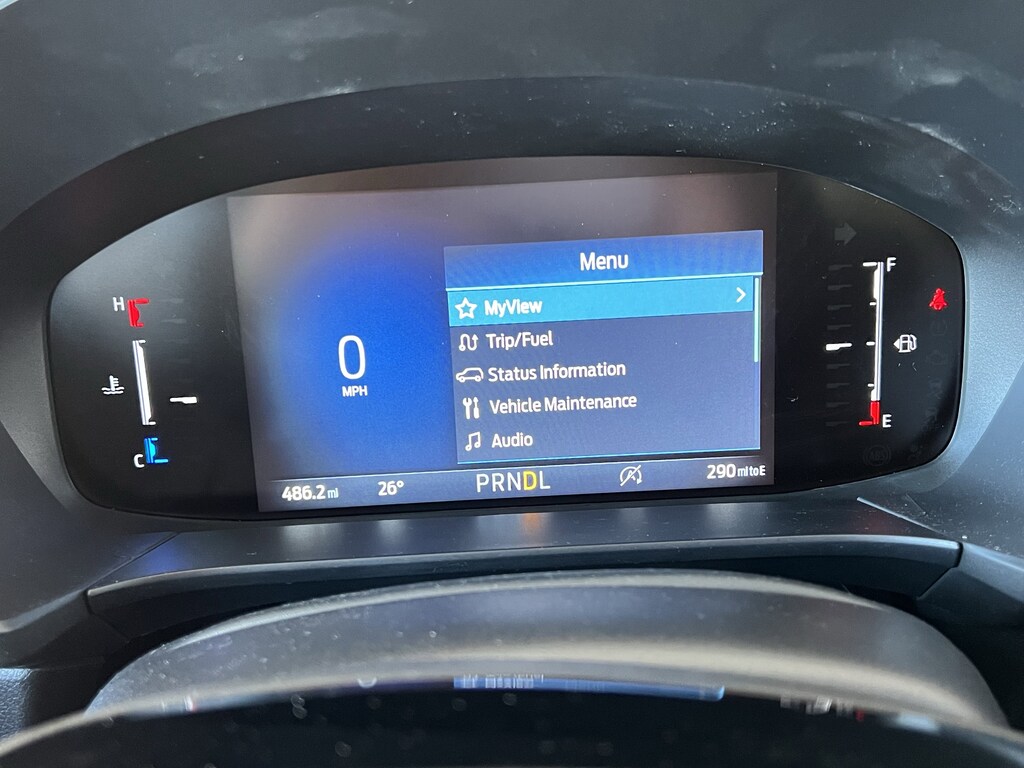 Menu
MyView
Trip/Fuel
Status Information
Vehicle Maintenance
Audio
0
MPH
H
C
F
E
486.2 mi
26°
PRNDL
290 mi to E